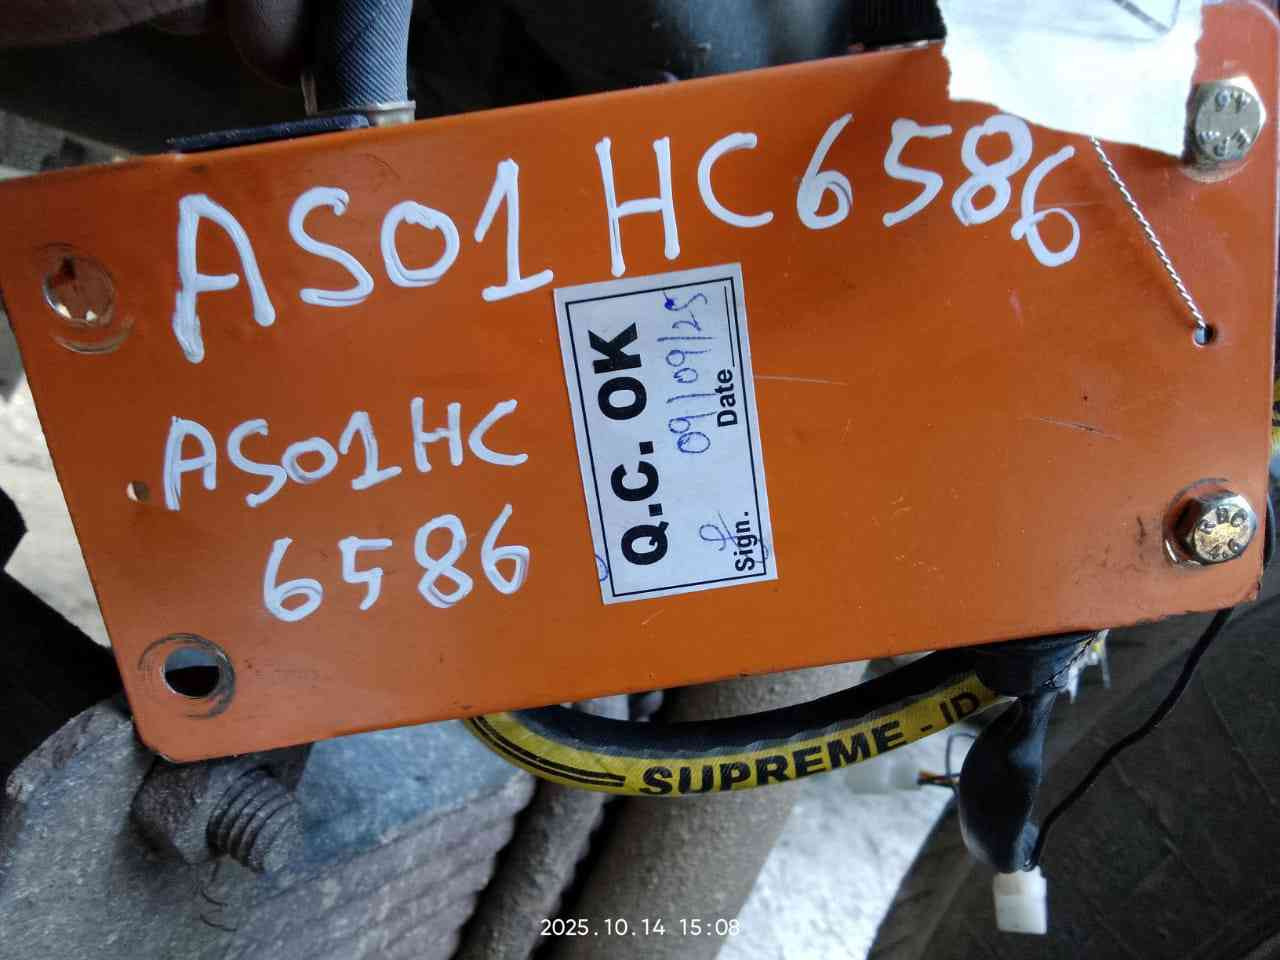 AS01HC6586
AS01HC
6586
Q.C. OK
09/09/25
Sign. Date
SUPREME - ID
2025.10.14 15:08